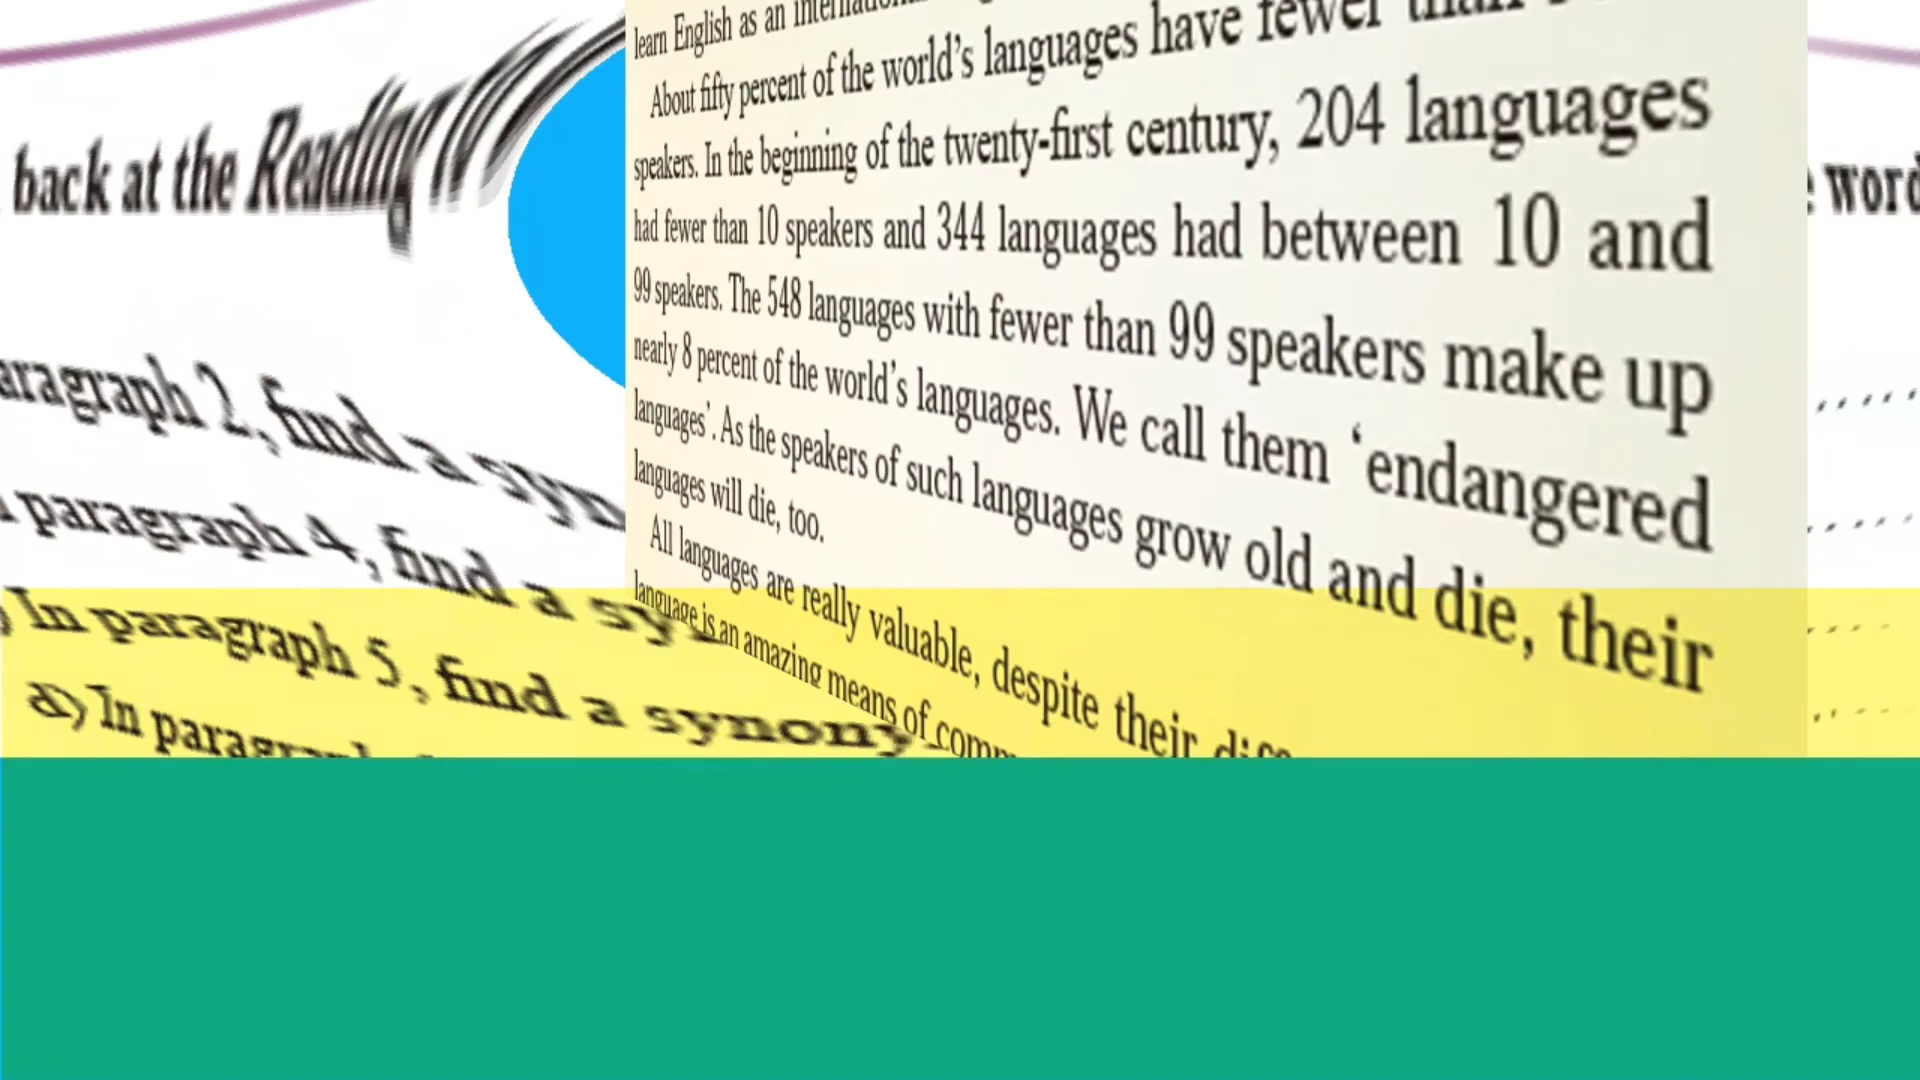 back at the Reading
word
paragraph 2, find a syn
paragraph 4, find a sy
In paragraph 5, find a synony
a) In paragraph
learn English as an
About fifty percent of the world's languages have fewer than
speakers. In the beginning of the twenty-first century, 204 languages
had fewer than 10 speakers and 344 languages had between 10 and
99 speakers. The 548 languages with fewer than 99 speakers make up
nearly 8 percent of the world's languages. We call them ‘endangered
languages’. As the speakers of such languages grow old and die, their
languages will die, too.
All languages are really valuable, despite their
language is an amazing means of comm